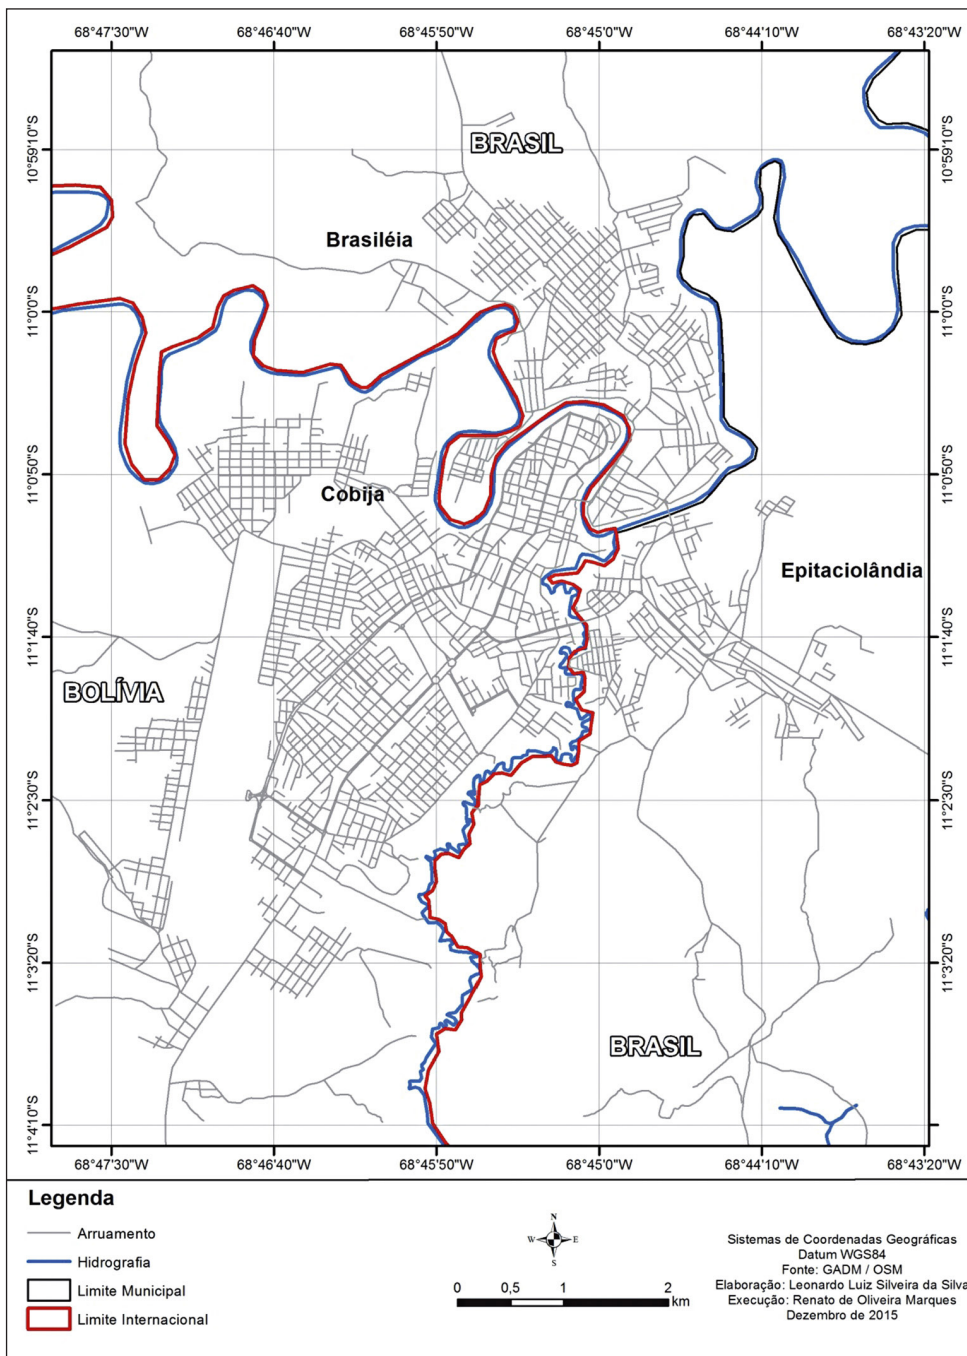 68°47'30"W 68°46'40"W 68°45'50"W 68°45'0"W 68°44'10"W 68°43'20"W
10°59'10"S 10°59'10"S
BRASIL
Brasiléia
11°0'0"S 11°0'0"S
11°0'50"S 11°0'50"S
Cobija
Epitaciolândia
11°1'40"S 11°1'40"S
BOLÍVIA
11°2'30"S 11°2'30"S
11°3'20"S 11°3'20"S
BRASIL
11°4'10"S 11°4'10"S
68°47'30"W 68°46'40"W 68°45'50"W 68°45'0"W 68°44'10"W 68°43'20"W
Legenda
Arruamento
Hidrografia
Limite Municipal
Limite Internacional
N
W E
S
0 0,5 1 2
km
Sistemas de Coordenadas Geográficas
Datum WGS84
Fonte: GADM / OSM
Elaboração: Leonardo Luiz Silveira da Silva
Execução: Renato de Oliveira Marques
Dezembro de 2015